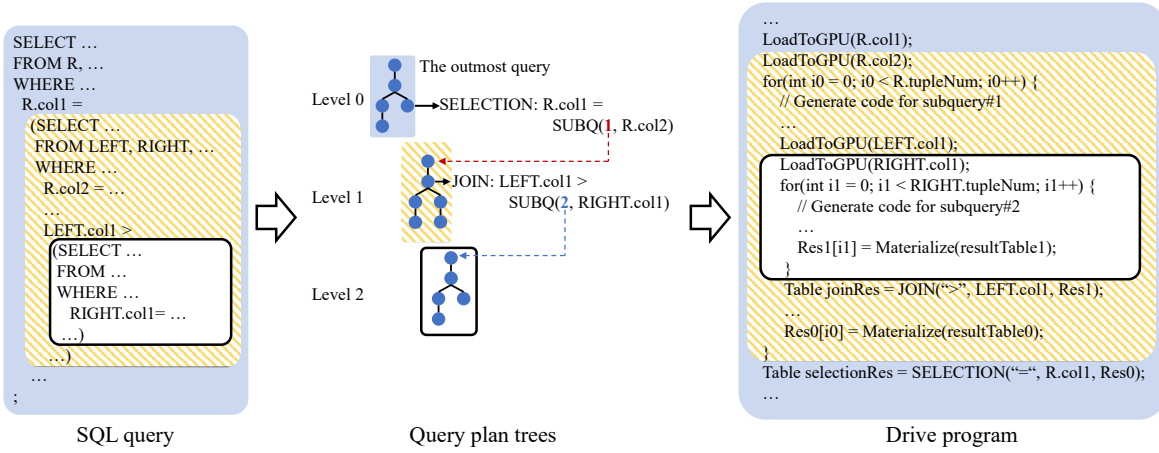 SELECT …
FROM R, …
WHERE …
R.col1 =
(SELECT …
FROM LEFT, RIGHT, …
WHERE …
R.col2 = …
…
LEFT.col1 >
(SELECT …
FROM …
WHERE …
RIGHT.col1= …
…)
…)
…
;
SQL query
The outmost query
Level 0
SELECTION: R.col1 =
SUBQ(1, R.col2)
Level 1
JOIN: LEFT.col1 >
SUBQ(2, RIGHT.col1)
Level 2
Query plan trees
…
LoadToGPU(R.col1);
LoadToGPU(R.col2);
for(int i0 = 0; i0 < R.tupleNum; i0++) {
// Generate code for subquery#1
…
LoadToGPU(LEFT.col1);
LoadToGPU(RIGHT.col1);
for(int i1 = 0; i1 < RIGHT.tupleNum; i1++) {
// Generate code for subquery#2
…
Res1[i1] = Materialize(resultTable1);
}
Table joinRes = JOIN(“>”, LEFT.col1, Res1);
…
Res0[i0] = Materialize(resultTable0);
}
Table selectionRes = SELECTION(“=“, R.col1, Res0);
…
Drive program